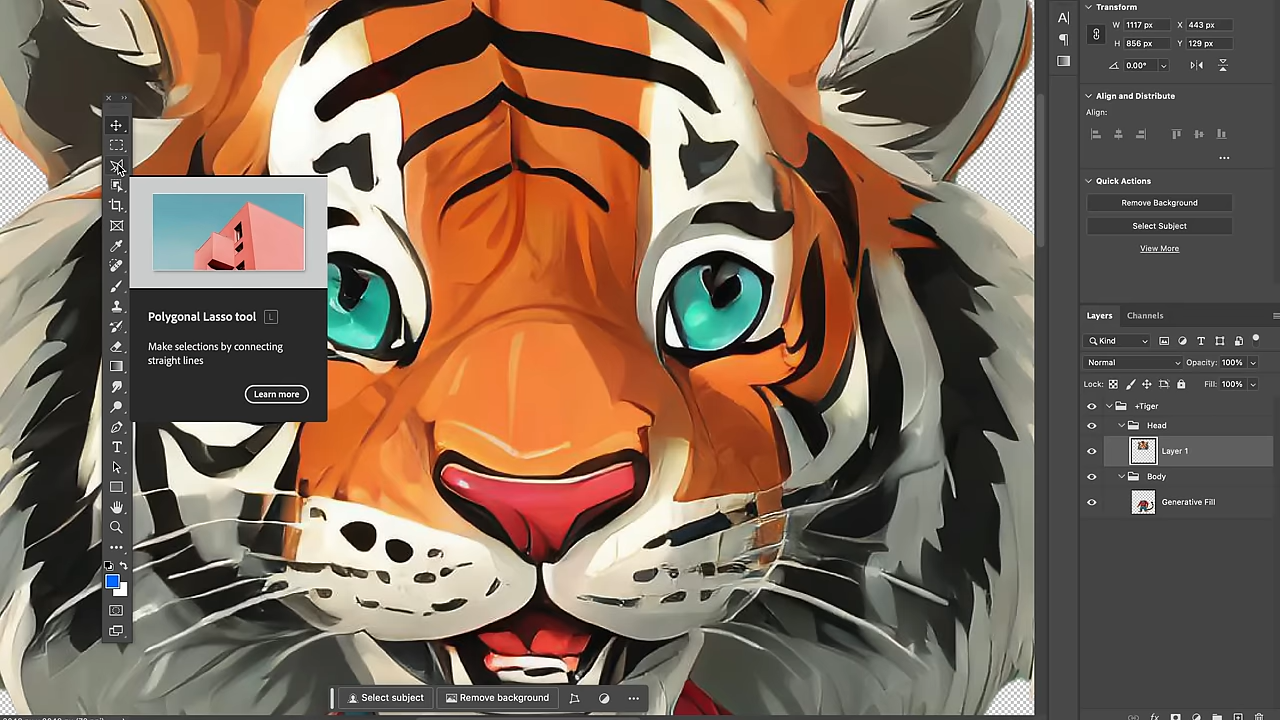 Transform
W 1117 px X 443 px
H 856 px Y 129 px
0.00°
Align and Distribute
Align:
Quick Actions
Remove Background
Select Subject
View More
Polygonal Lasso tool L
Make selections by connecting
straight lines
Learn more
Layers Channels
Kind
Normal Opacity: 100%
Lock: Fill: 100%
+Tiger
Head
Layer 1
Body
Generative Fill
Select subject Remove background